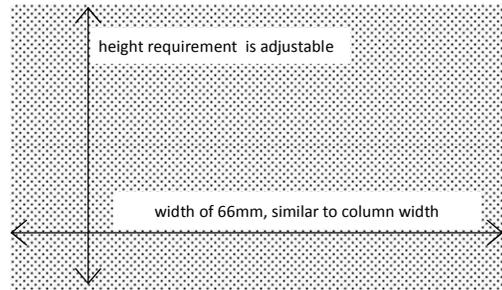 height requirement is adjustable
width of 66mm, similar to column width